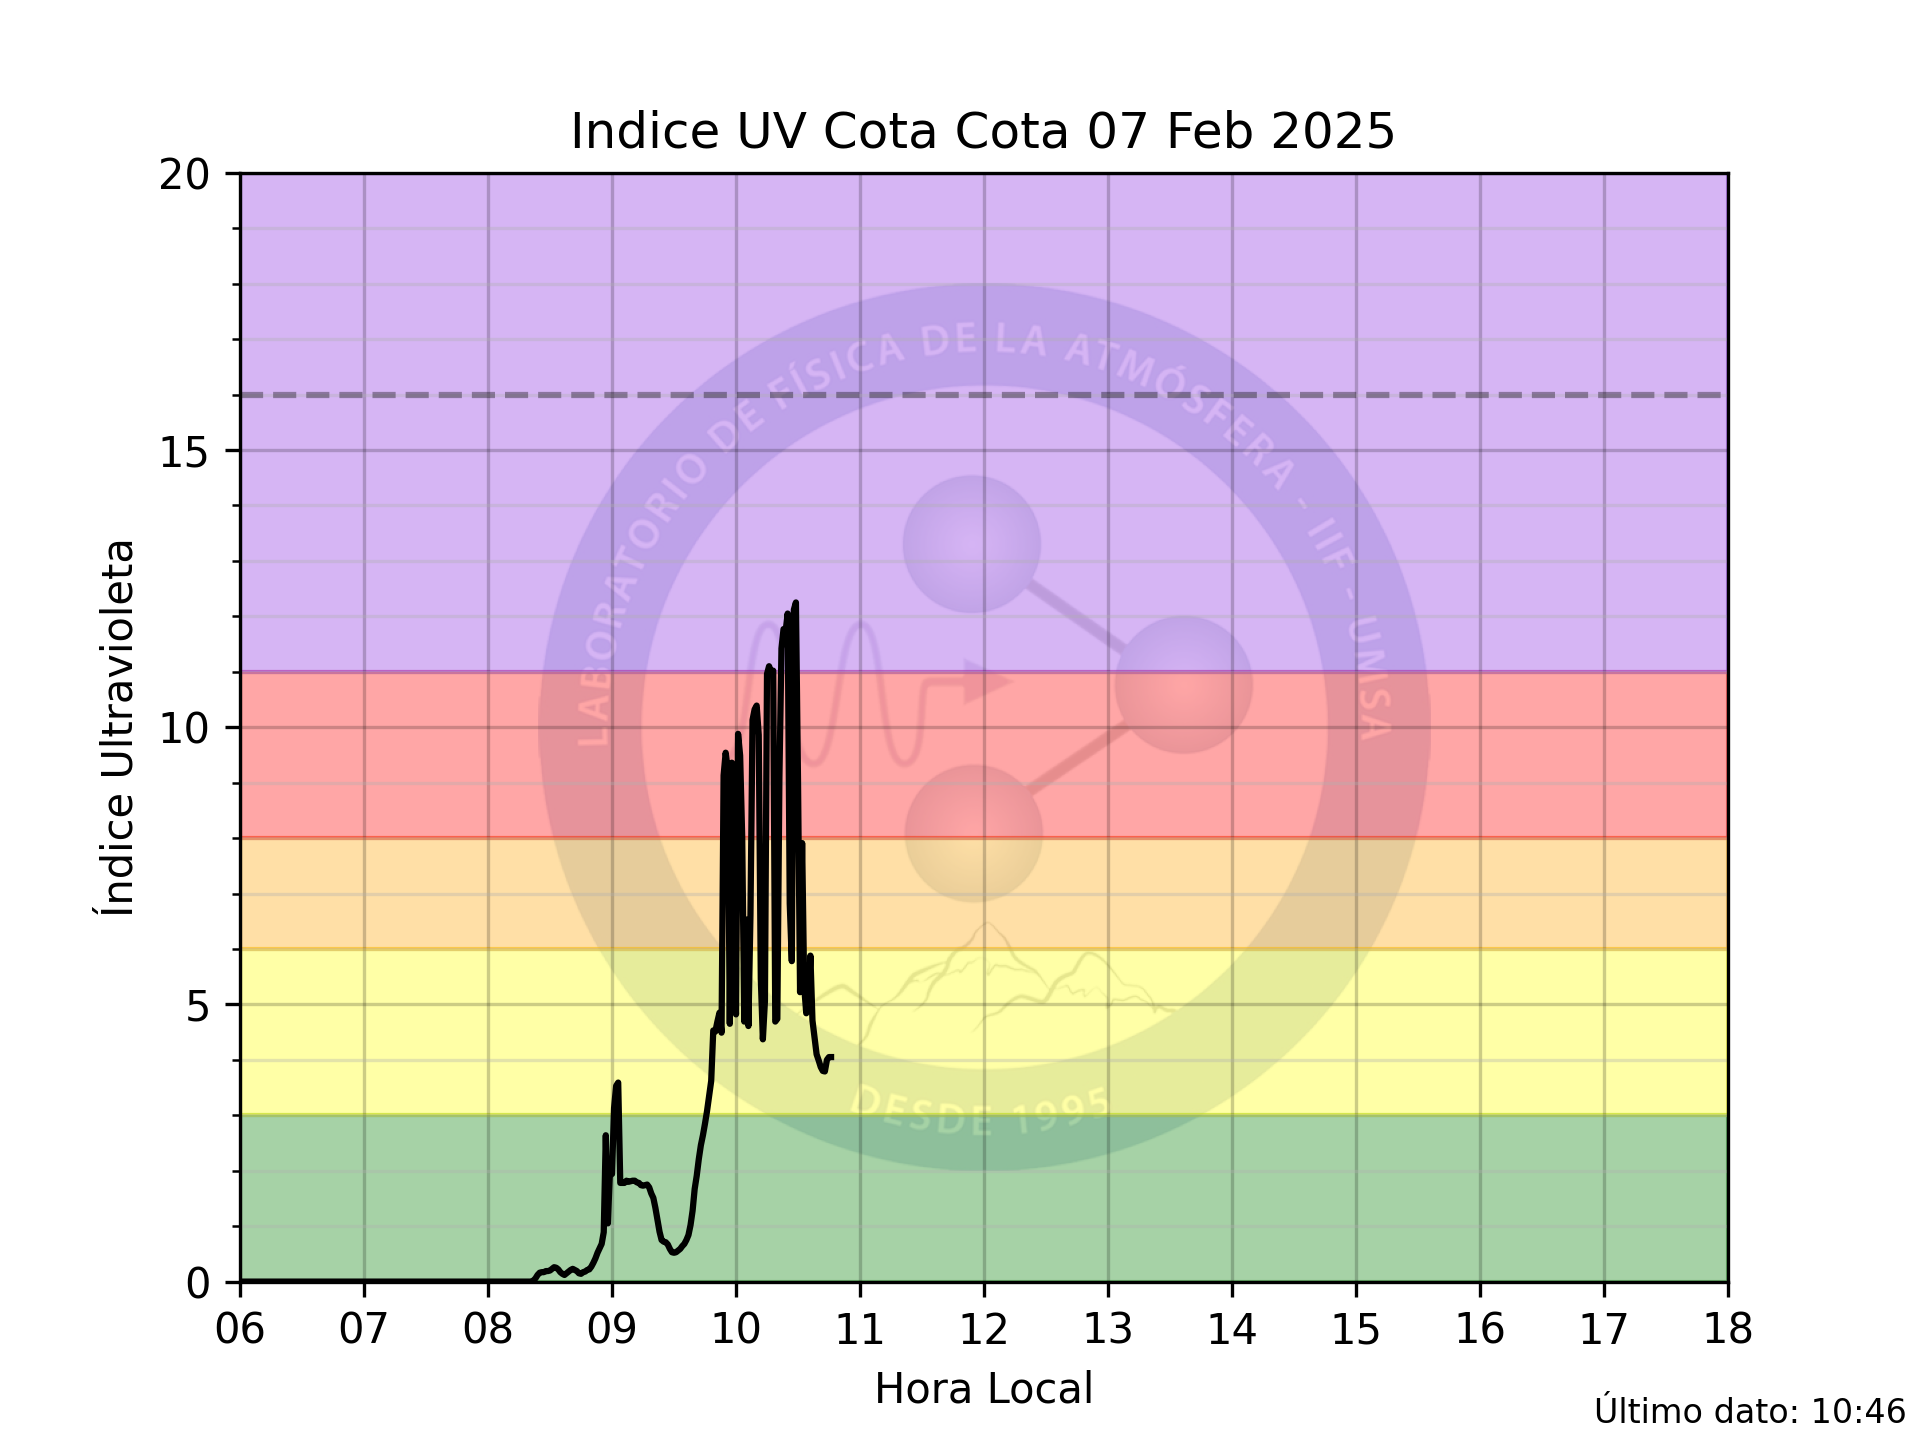 Indice UV Cota Cota 07 Feb 2025
20
15
10
5
0
Índice Ultravioleta
LABORATORIO DE FÍSICA DE LA ATMÓSFERA - IIF - UMSA
DESDE 1995
06 07 08 09 10 11 12 13 14 15 16 17 18
Hora Local
Último dato: 10:46